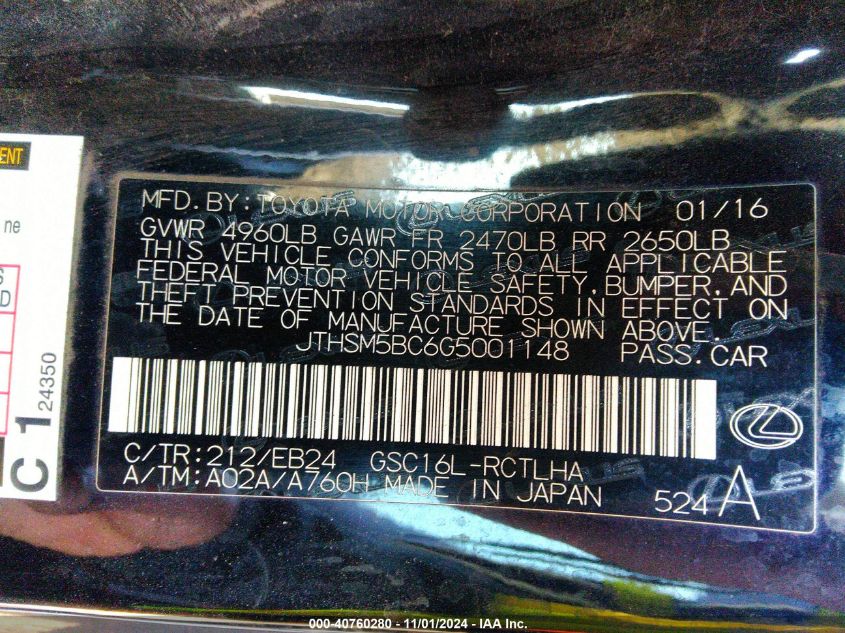 ENT
ne
S
D
C 1
24350
MFD. BY: TOYOTA MOTOR CORPORATION 01/16
GVWR 4960LB GAWR FR 2470LB RR 2650LB
THIS VEHICLE CONFORMS TO ALL APPLICABLE
FEDERAL MOTOR VEHICLE SAFETY, BUMPER, AND
THEFT PREVENTION STANDARDS IN EFFECT ON
THE DATE OF MANUFACTURE SHOWN ABOVE.
JTHSM5BC6G5001148 PASS. CAR
C/TR: 212/EB24 GSC16L-RCTLHA
A/TM: A02A/A760H MADE IN JAPAN 524 A
000-40760280 - 11/01/2024 - IAA Inc.